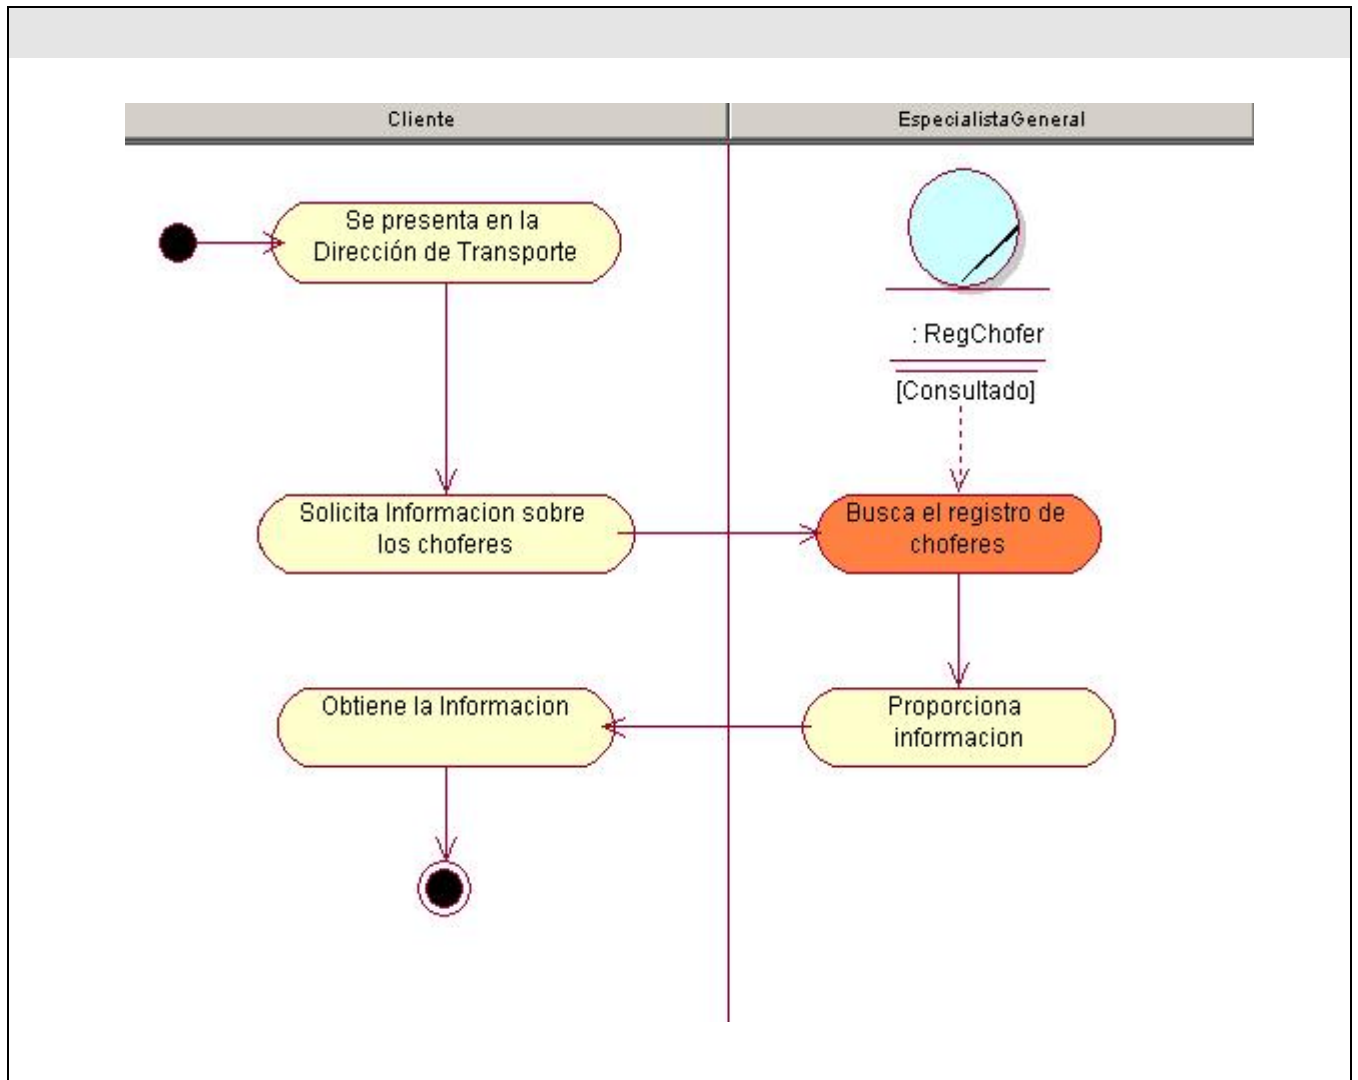 Cliente
EspecialistaGeneral
Se presenta en la
Dirección de Transporte
: RegChofer
[Consultado]
Solicita Informacion sobre
los choferes
Busca el registro de
choferes
Obtiene la Informacion
Proporciona
informacion